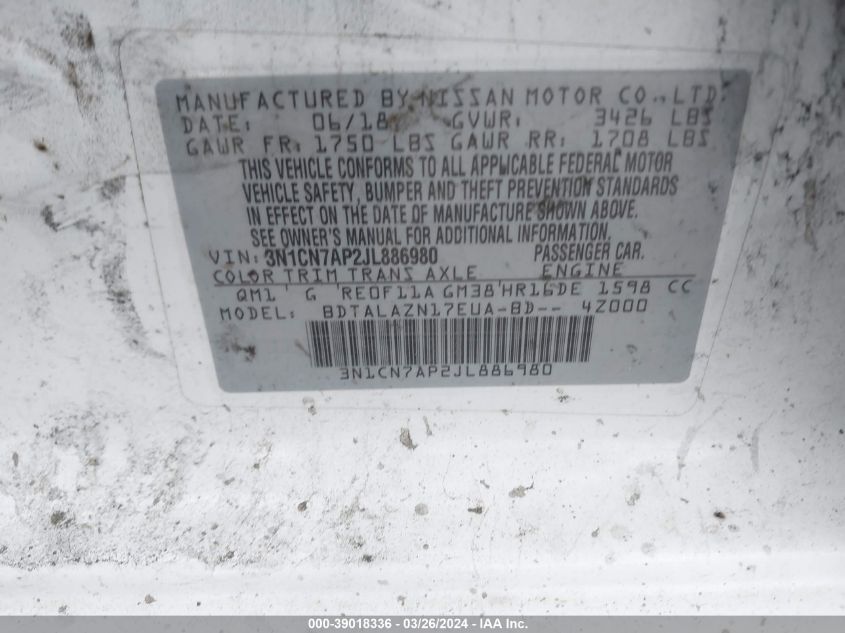 MANUFACTURED BY NISSAN MOTOR CO., LTD.
DATE: 06/18 GVWR: 3426 LBS
GAWR FR: 1750 LBS GAWR RR: 1708 LBS
THIS VEHICLE CONFORMS TO ALL APPLICABLE FEDERAL MOTOR
VEHICLE SAFETY, BUMPER AND THEFT PREVENTION STANDARDS
IN EFFECT ON THE DATE OF MANUFACTURE SHOWN ABOVE.
SEE OWNER'S MANUAL FOR ADDITIONAL INFORMATION.
VIN: 3N1CN7AP2JL886980 PASSENGER CAR.
COLOR TRIM TRANS AXLE ENGINE
QM1 ' G ' RE0F11A GM38 ' HR16DE 1598 CC
MODEL: BDTALAZN17EUA-BD-- 4Z000
3N1CN7AP2JL886980
000-39018336 - 03/26/2024 - IAA Inc.